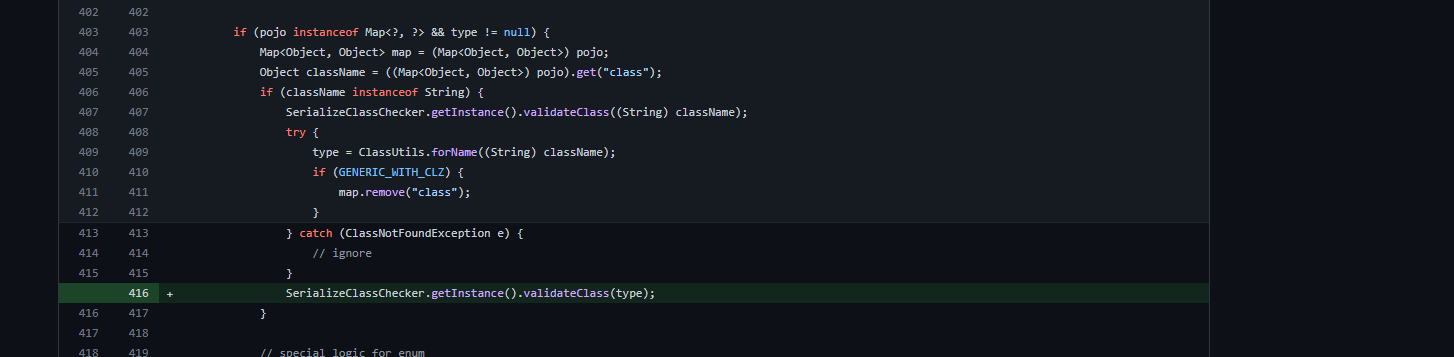 402 402
403 403 if (pojo instanceof Map<?, ?> && type != null) {
404 404 Map<Object, Object> map = (Map<Object, Object>) pojo;
405 405 Object className = ((Map<Object, Object>) pojo).get("class");
406 406 if (className instanceof String) {
407 407 SerializeClassChecker.getInstance().validateClass((String) className);
408 408 try {
409 409 type = ClassUtils.forName((String) className);
410 410 if (GENERIC_WITH_CLZ) {
411 411 map.remove("class");
412 412 }
413 413 } catch (ClassNotFoundException e) {
414 414 // ignore
415 415 }
416 + SerializeClassChecker.getInstance().validateClass(type);
416 417 }
417 418
418 419 // special logic for enum